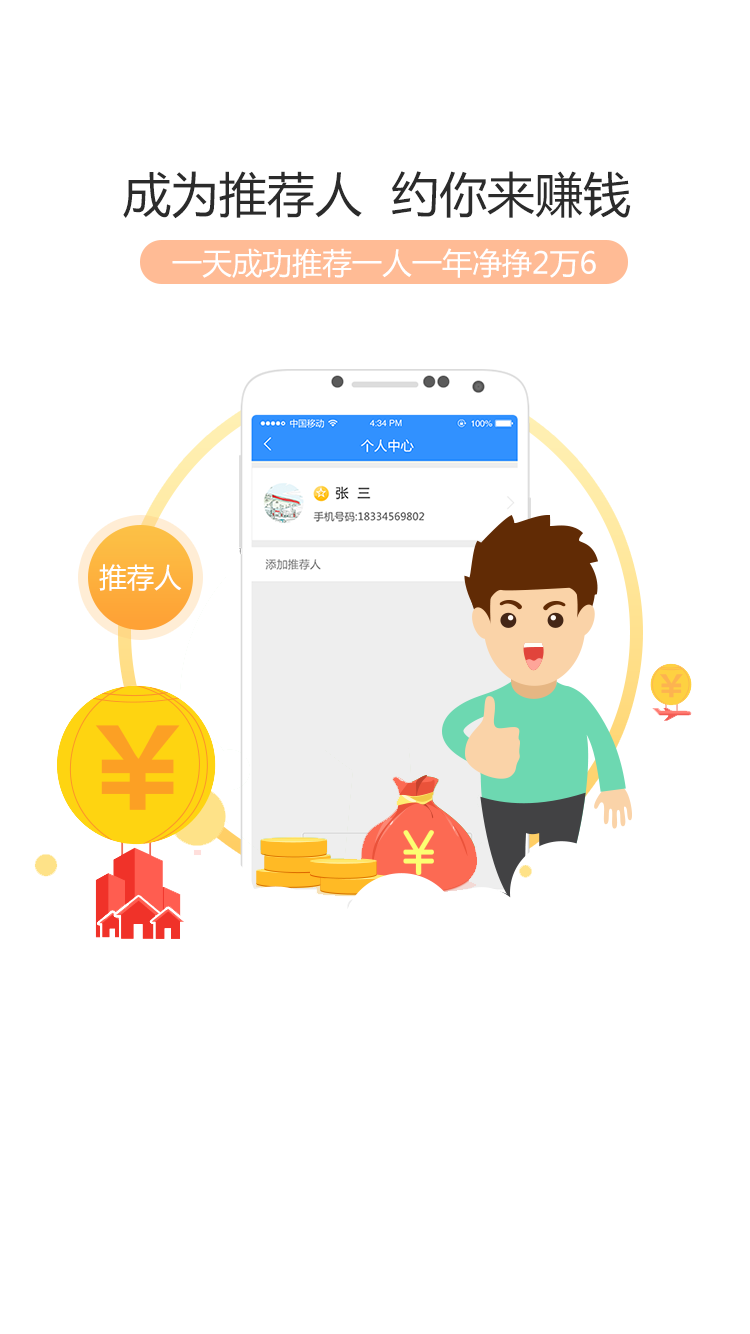 成为推荐人 约你来赚钱
一天成功推荐一人一年净挣2万6
中国移动 4:34 PM 100%
个人中心
张 三
手机号码:18334569802
添加推荐人
推荐人
¥
¥
¥